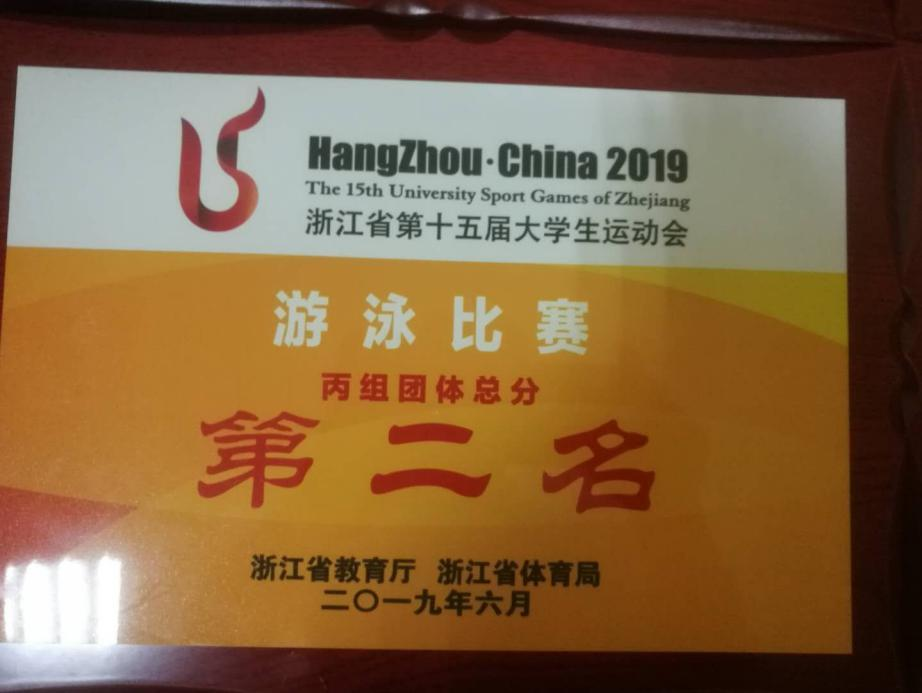 HangZhou·China 2019
The 15th University Sport Games of Zhejiang
浙江省第十五届大学生运动会
游泳比赛
丙组团体总分
第二名
浙江省教育厅 浙江省体育局
二〇一九年六月